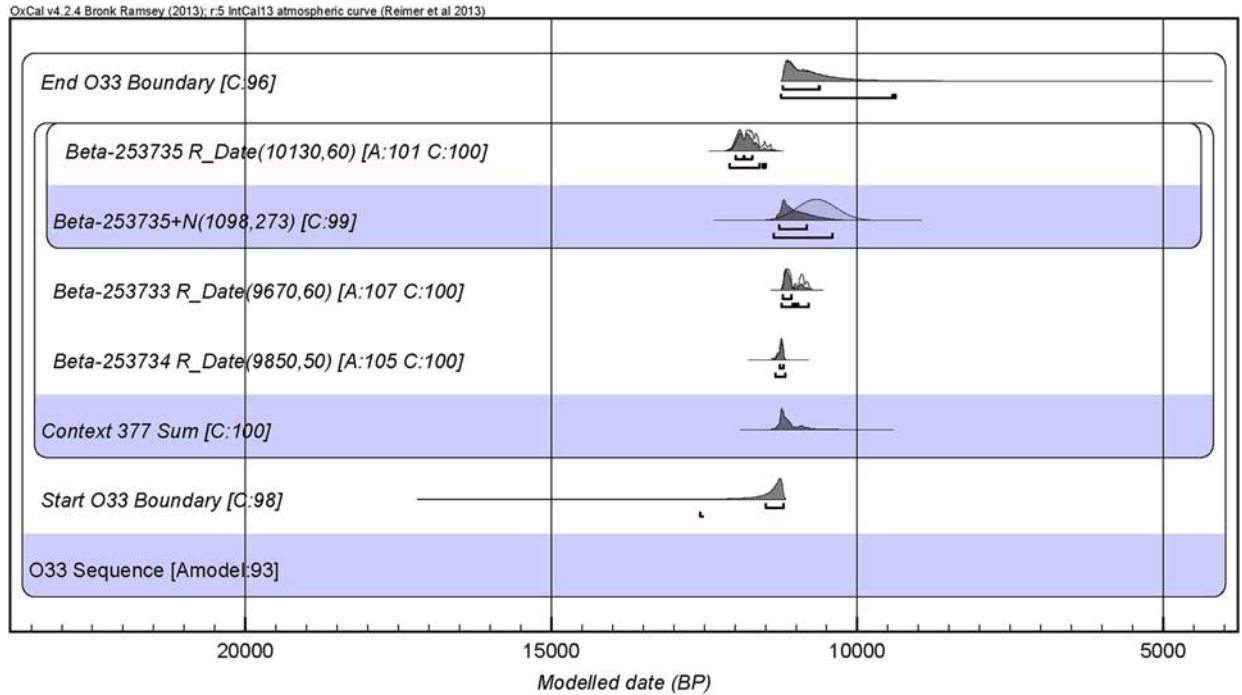 OxCal v4.2.4 Bronk Ramsey (2013); r:5 IntCal13 atmospheric curve (Reimer et al 2013)
End O33 Boundary [C:96]
Beta-253735 R_Date(10130,60) [A:101 C:100]
Beta-253735+N(1098,273) [C:99]
Beta-253733 R_Date(9670,60) [A:107 C:100]
Beta-253734 R_Date(9850,50) [A:105 C:100]
Context 377 Sum [C:100]
Start O33 Boundary [C:98]
O33 Sequence [Amodel:93]
20000 15000 10000 5000
Modelled date (BP)